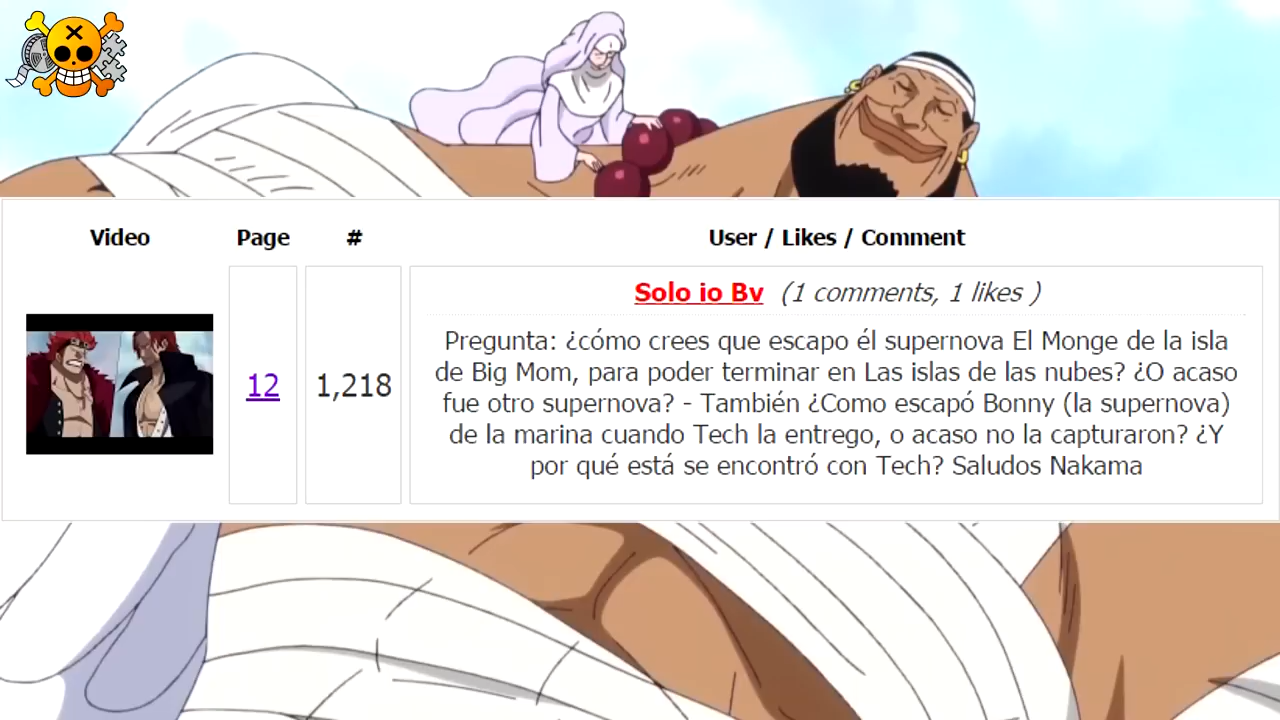 Video Page # User / Likes / Comment
Solo io Bv (1 comments, 1 likes )
12 1,218
Pregunta: ¿cómo crees que escapo él supernova El Monge de la isla
de Big Mom, para poder terminar en Las islas de las nubes? ¿O acaso
fue otro supernova? - También ¿Como escapó Bonny (la supernova)
de la marina cuando Tech la entrego, o acaso no la capturaron? ¿Y
por qué está se encontró con Tech? Saludos Nakama